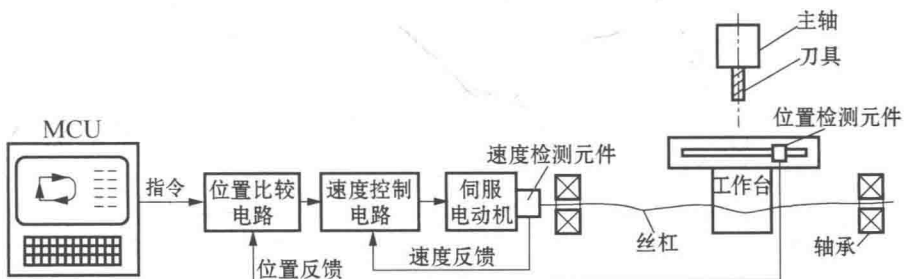 主轴
刀具
MCU
位置检测元件
速度检测元件
指令
位置比较
电路
速度控制
电路
伺服
电动机
工作台
丝杠
轴承
位置反馈
速度反馈